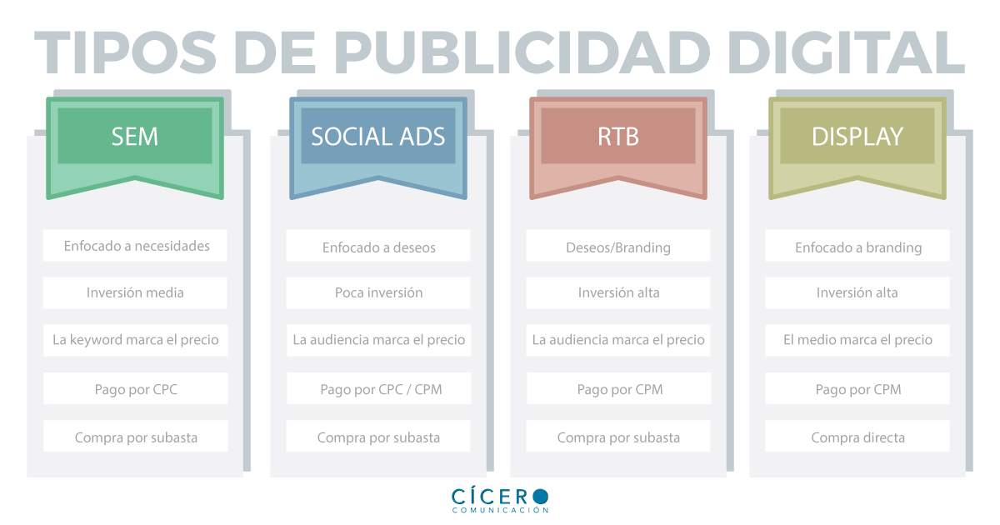 TIPOS DE PUBLICIDAD DIGITAL
SEM
Enfocado a necesidades
Inversión media
La keyword marca el precio
Pago por CPC
Compra por subasta
SOCIAL ADS
Enfocado a deseos
Poca inversión
La audiencia marca el precio
Pago por CPC / CPM
Compra por subasta
RTB
Deseos/Branding
Inversión alta
La audiencia marca el precio
Pago por CPM
Compra por subasta
DISPLAY
Enfocado a branding
Inversión alta
El medio marca el precio
Pago por CPM
Compra directa
CÍCERO
COMUNICACIÓN